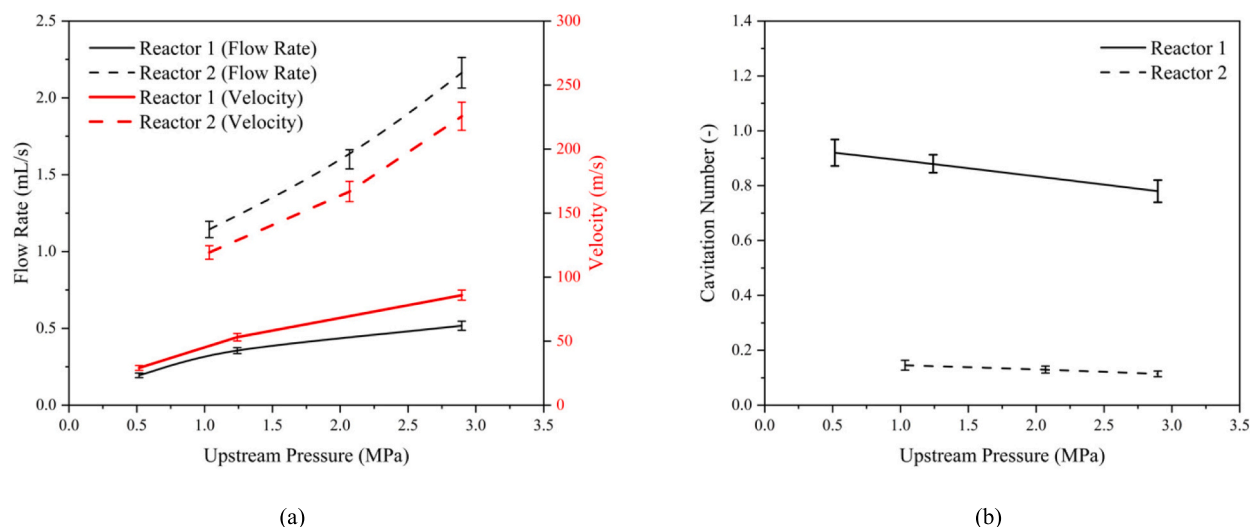 2.5
2.0
1.5
1.0
0.5
0.0
Flow Rate (mL/s)
Reactor 1 (Flow Rate)
Reactor 2 (Flow Rate)
Reactor 1 (Velocity)
Reactor 2 (Velocity)
300
250
200
150
100
50
0
Velocity (m/s)
0.0 0.5 1.0 1.5 2.0 2.5 3.0 3.5
Upstream Pressure (MPa)
(a)
1.4
1.2
1.0
0.8
0.6
0.4
0.2
0.0
Cavitation Number (-)
Reactor 1
Reactor 2
0.0 0.5 1.0 1.5 2.0 2.5 3.0 3.5
Upstream Pressure (MPa)
(b)